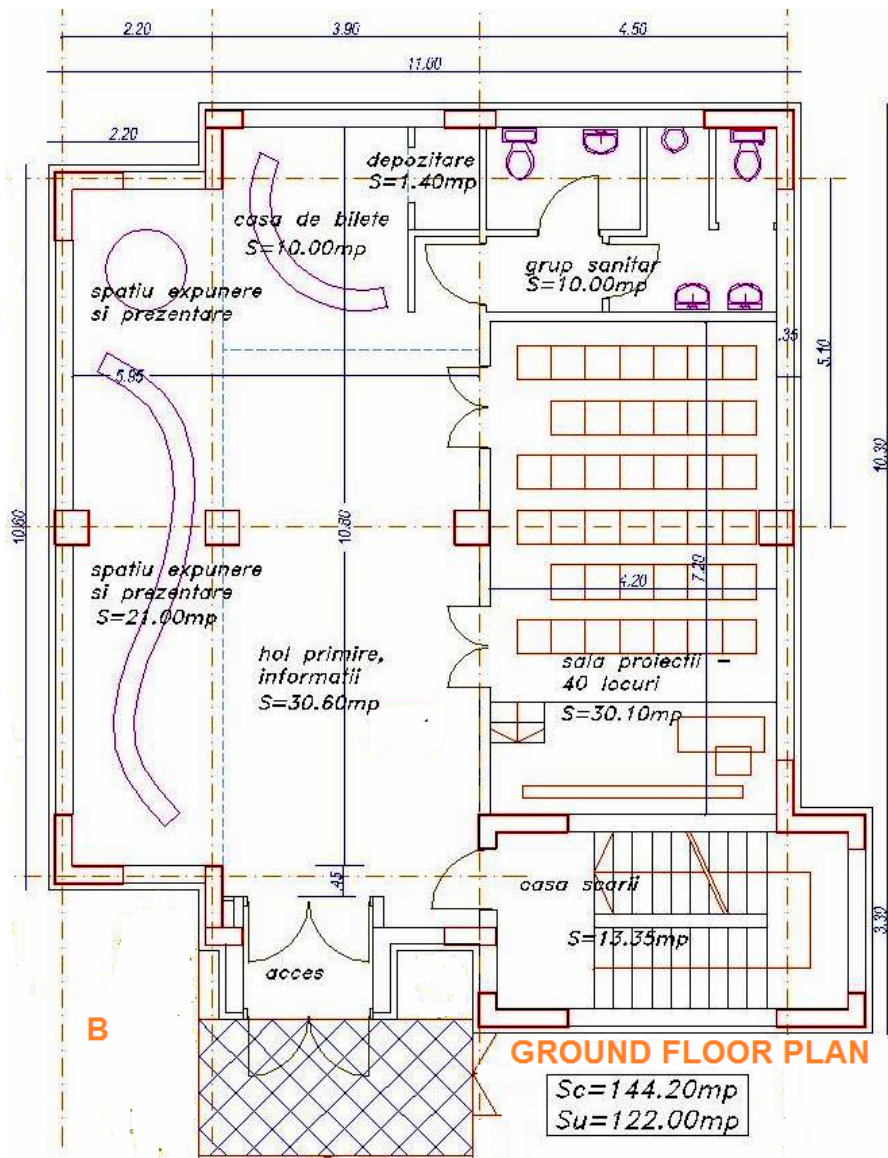 2.20
3.90
4.50
11.00
2.20
depozitare
S=1.40mp
casa de bilete
S=10.00mp
grup sanitar
S=10.00mp
spatiu expunere
si prezentare
.35
5.10
5.95
10.30
10.60
10.80
7.20
4.20
spatiu expunere
si prezentare
S=21.00mp
hol primire,
informatii
S=30.60mp
sala proiectii -
40 locuri
S=30.10mp
.45
casa scarii
S=13.35mp
3.30
acces
B
GROUND FLOOR PLAN
Sc=144.20mp
Su=122.00mp